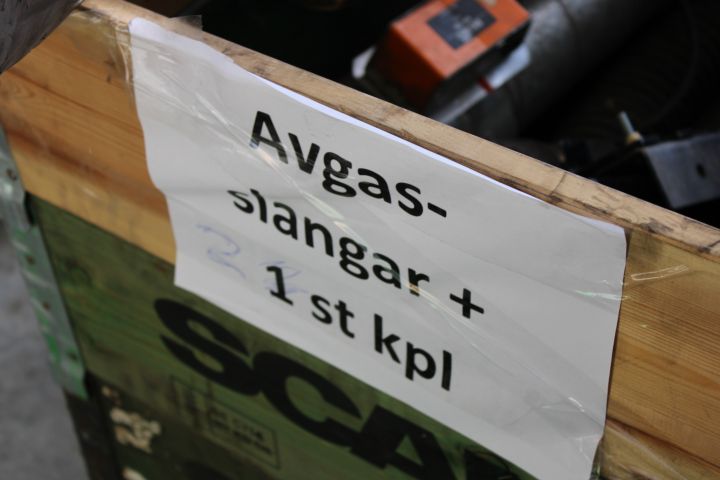 Avgas-
slangar +
1 st kpl
SCA